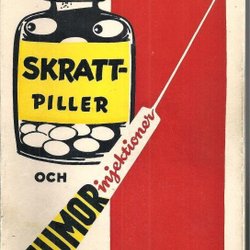 SKRATT-
PILLER
OCH
HUMOR
injektioner